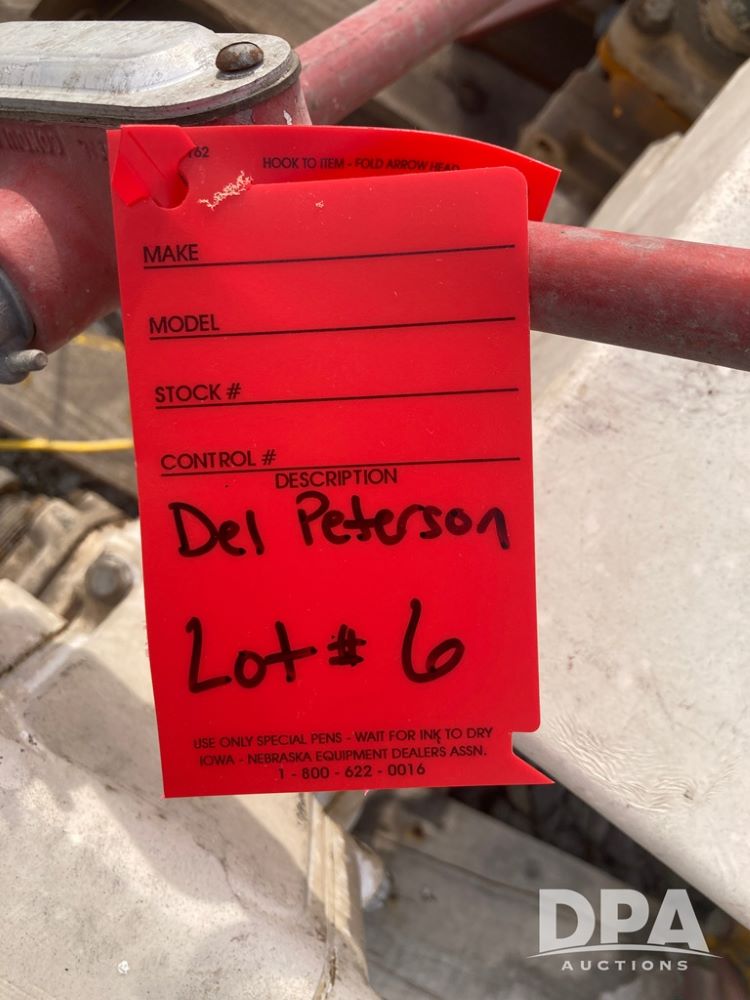 62
HOOK TO ITEM - FOLD ARROW HEAD
MAKE
MODEL
STOCK #
CONTROL #
DESCRIPTION
Del Peterson
Lot # 6
USE ONLY SPECIAL PENS - WAIT FOR INK TO DRY
IOWA - NEBRASKA EQUIPMENT DEALERS ASSN.
1 - 800 - 622 - 0016
DPA
AUCTIONS